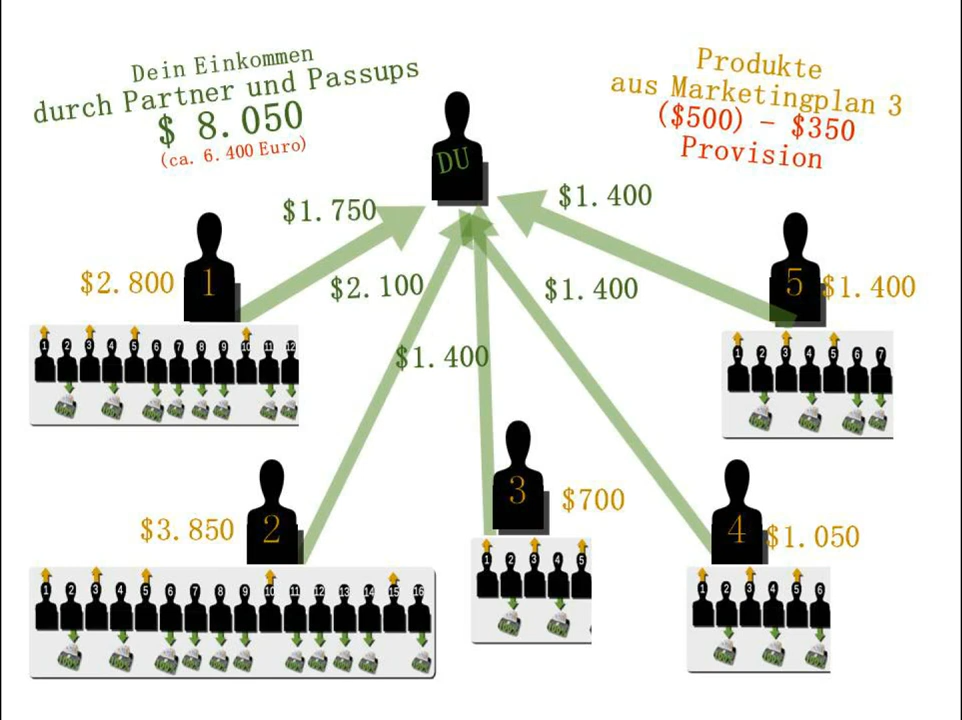 Dein Einkommen
durch Partner und Passups
$ 8.050
(ca. 6.400 Euro)
Produkte
aus Marketingplan 3
($500) - $350
Provision
DU
$1.750
$1.400
$2.800
1
$2.100
$1.400
5
$1.400
1 2 3 4 5 6 7 8 9 10 11 12
$1.400
1 2 3 4 5 6 7
3
$700
$3.850
2
4
$1.050
1 2 3 4 5
1 2 3 4 5 6 7 8 9 10 11 12 13 14 15 16
1 2 3 4 5 6